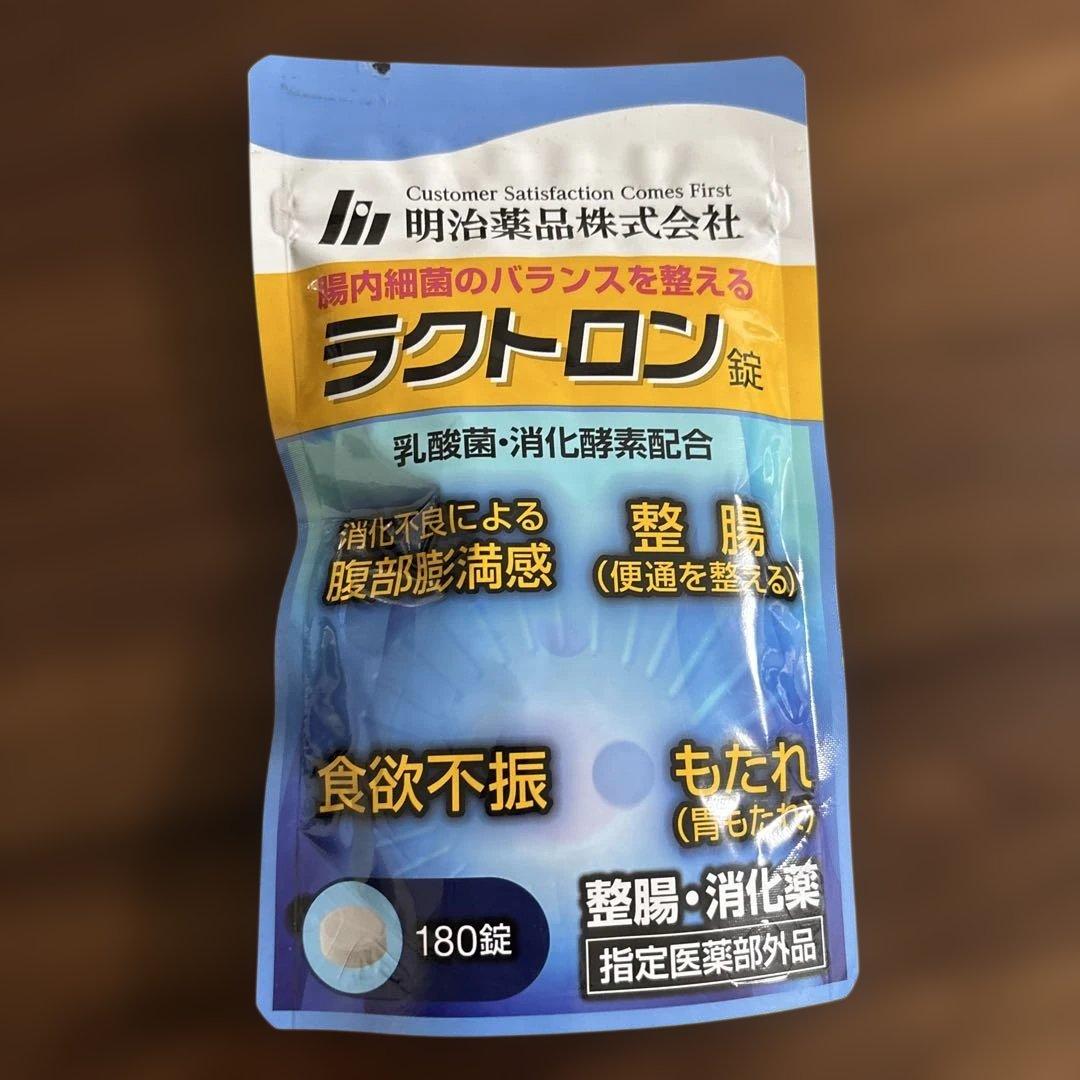 Customer Satisfaction Comes First
明治薬品株式会社
腸内細菌のバランスを整える
ラクトロン錠
乳酸菌・消化酵素配合
消化不良による
腹部膨満感
整腸
(便通を整える)
食欲不振
もたれ
(胃もたれ)
180錠
整腸・消化薬
指定医薬部外品